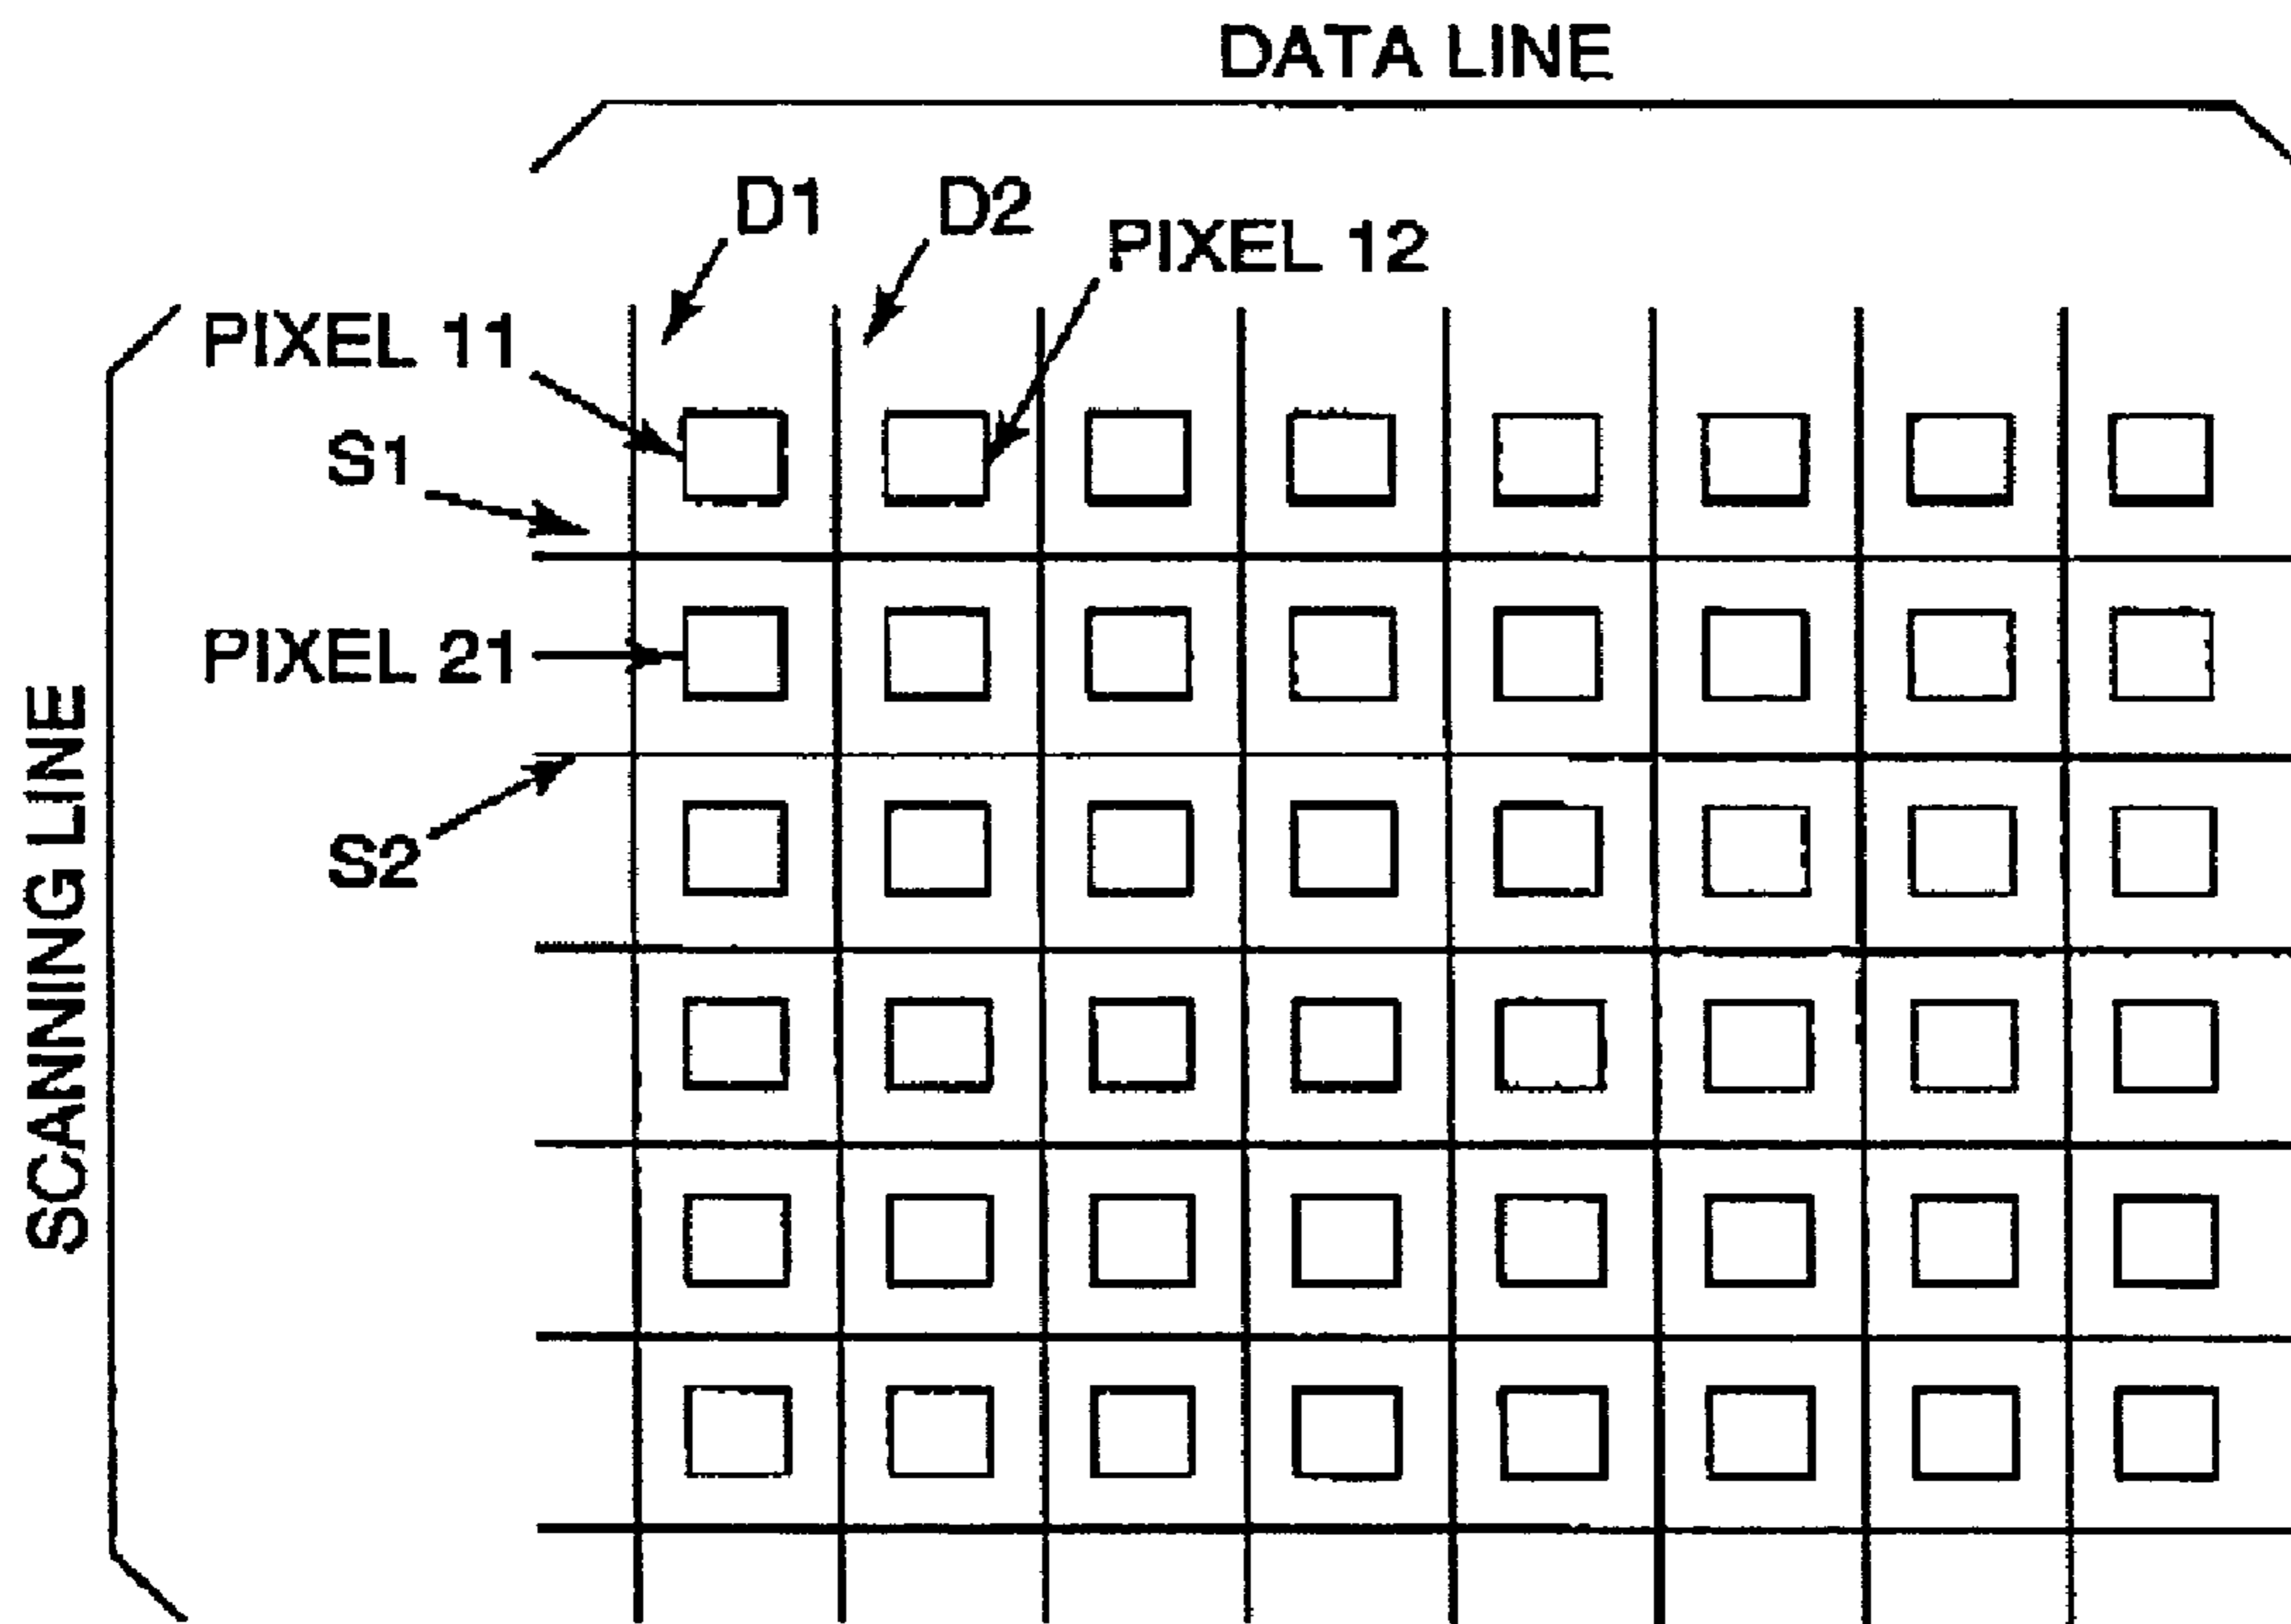 DATA LINE
D1
D2
PIXEL 12
PIXEL 11
S1
PIXEL 21
S2
SCANNING LINE